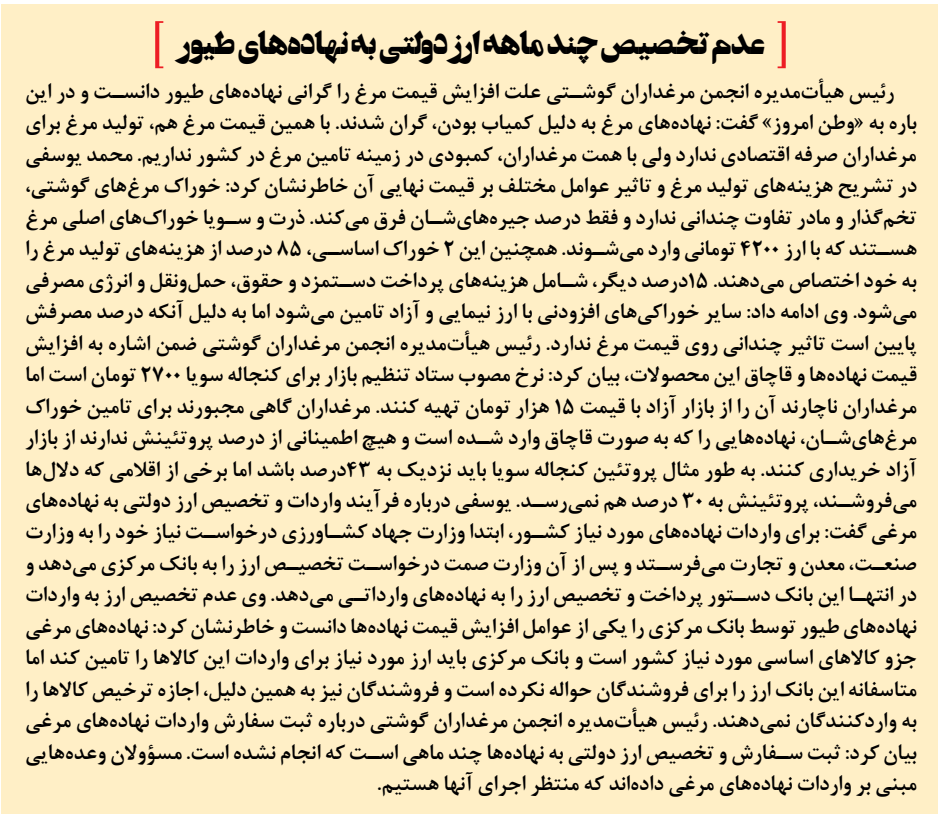 [ عدم تخصیص چند ماهه ارز دولتی به نهاده‌های طیور ]
رئیس هیأت‌مدیره انجمن مرغداران گوشتی علت افزایش قیمت مرغ را گرانی نهاده‌های طیور دانست و در این
باره به «وطن امروز» گفت: نهاده‌های مرغ به دلیل کمیاب بودن، گران شدند. با همین قیمت مرغ هم، تولید مرغ برای
مرغداران صرفه اقتصادی ندارد ولی با همت مرغداران، کمبودی در زمینه تامین مرغ در کشور نداریم. محمد یوسفی
در تشریح هزینه‌های تولید مرغ و تاثیر عوامل مختلف بر قیمت نهایی آن خاطرنشان کرد: خوراک مرغ‌های گوشتی،
تخم‌گذار و مادر تفاوت چندانی ندارد و فقط درصد جیره‌های‌شان فرق می‌کند. ذرت و سویا خوراک‌های اصلی مرغ
هستند که با ارز ۴۲۰۰ تومانی وارد می‌شوند. همچنین این ۲ خوراک اساسی، ۸۵ درصد از هزینه‌های تولید مرغ را
به خود اختصاص می‌دهند. ۱۵درصد دیگر، شامل هزینه‌های پرداخت دستمزد و حقوق، حمل‌ونقل و انرژی مصرفی
می‌شود. وی ادامه داد: سایر خوراکی‌های افزودنی با ارز نیمایی و آزاد تامین می‌شود اما به دلیل آنکه درصد مصرفش
پایین است تاثیر چندانی روی قیمت مرغ ندارد. رئیس هیأت‌مدیره انجمن مرغداران گوشتی ضمن اشاره به افزایش
قیمت نهاده‌ها و قاچاق این محصولات، بیان کرد: نرخ مصوب ستاد تنظیم بازار برای کنجاله سویا ۲۷۰۰ تومان است اما
مرغداران ناچارند آن را از بازار آزاد با قیمت ۱۵ هزار تومان تهیه کنند. مرغداران گاهی مجبورند برای تامین خوراک
مرغ‌های‌شان، نهاده‌هایی را که به صورت قاچاق وارد شده است و هیچ اطمینانی از درصد پروتئینش ندارند از بازار
آزاد خریداری کنند. به طور مثال پروتئین کنجاله سویا باید نزدیک به ۴۳درصد باشد اما برخی از اقلامی که دلال‌ها
می‌فروشند، پروتئینش به ۳۰ درصد هم نمی‌رسد. یوسفی درباره فرآیند واردات و تخصیص ارز دولتی به نهاده‌های
مرغی گفت: برای واردات نهاده‌های مورد نیاز کشور، ابتدا وزارت جهاد کشاورزی درخواست نیاز خود را به وزارت
صنعت، معدن و تجارت می‌فرستد و پس از آن وزارت صمت درخواست تخصیص ارز را به بانک مرکزی می‌دهد و
در انتها این بانک دستور پرداخت و تخصیص ارز را به نهاده‌های وارداتی می‌دهد. وی عدم تخصیص ارز به واردات
نهاده‌های طیور توسط بانک مرکزی را یکی از عوامل افزایش قیمت نهاده‌ها دانست و خاطرنشان کرد: نهاده‌های مرغی
جزو کالاهای اساسی مورد نیاز کشور است و بانک مرکزی باید ارز مورد نیاز برای واردات این کالاها را تامین کند اما
متاسفانه این بانک ارز را برای فروشندگان حواله نکرده است و فروشندگان نیز به همین دلیل، اجازه ترخیص کالاها را
به واردکنندگان نمی‌دهند. رئیس هیأت‌مدیره انجمن مرغداران گوشتی درباره ثبت سفارش واردات نهاده‌های مرغی
بیان کرد: ثبت سفارش و تخصیص ارز دولتی به نهاده‌ها چند ماهی است که انجام نشده است. مسؤولان وعده‌هایی
مبنی بر واردات نهاده‌های مرغی داده‌اند که منتظر اجرای آنها هستیم.